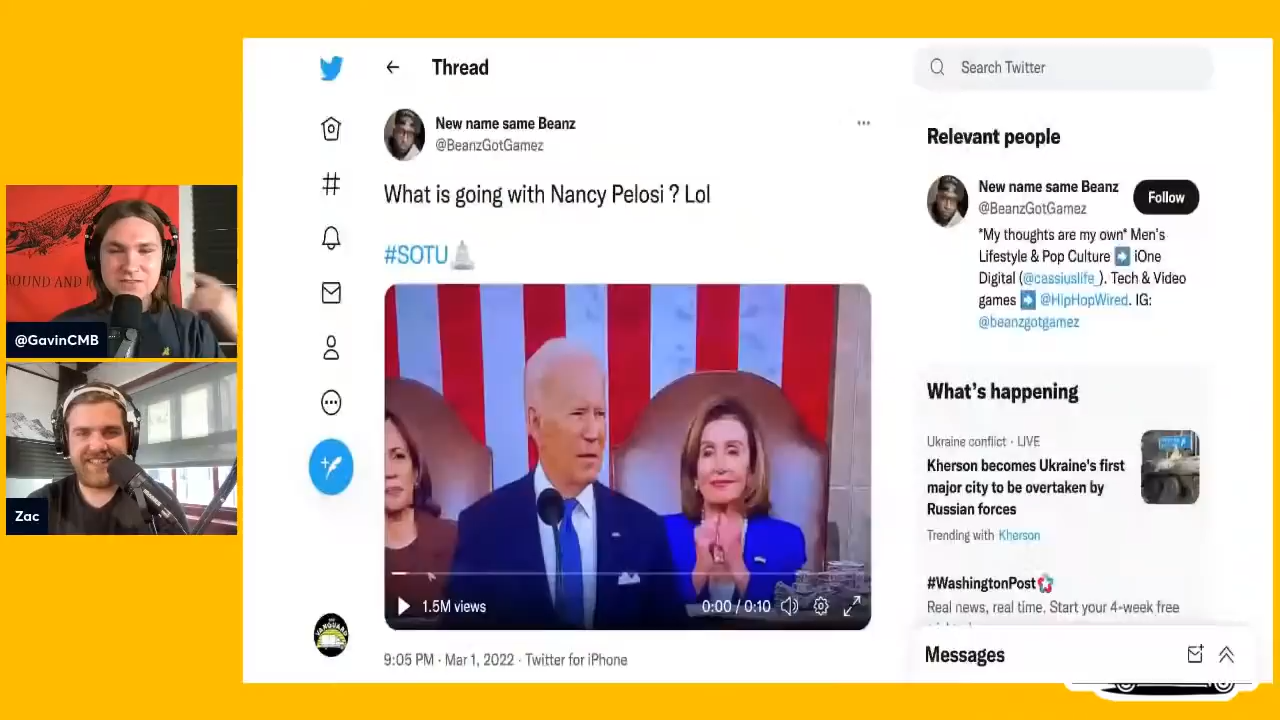 Thread
Search Twitter
New name same Beanz
@BeanzGotGamez
What is going with Nancy Pelosi ? Lol
#SOTU
1.5M views
0:00 / 0:10
9:05 PM · Mar 1, 2022 · Twitter for iPhone
Relevant people
New name same Beanz
@BeanzGotGamez
Follow
*My thoughts are my own* Men's
Lifestyle & Pop Culture ➡️ iOne
Digital (@cassiuslife_). Tech & Video
games ➡️ @HipHopWired. IG:
@beanzgotgamez
What's happening
Ukraine conflict · LIVE
Kherson becomes Ukraine's first
major city to be overtaken by
Russian forces
Trending with Kherson
#WashingtonPost
Real news, real time. Start your 4-week free
Messages
@GavinCMB
Zac
VANGUARD